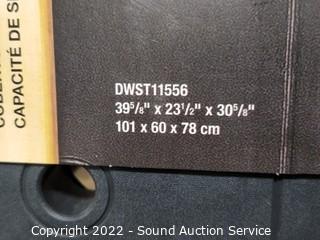 CAPACITÉ DE
DWST11556
39⁵/₈" x 23¹/₂" x 30⁵/₈"
101 x 60 x 78 cm
Copyright 2022 - Sound Auction Service